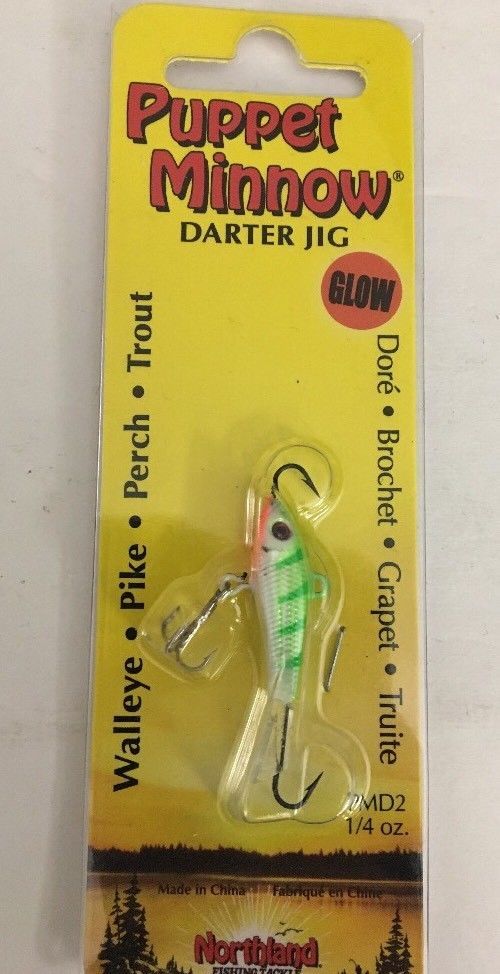 Puppet
Minnow®
DARTER JIG
GLOW
Walleye • Pike • Perch • Trout
Doré • Brochet • Grapet • Truite
PMD2
1/4 oz.
Made in China
Fabriqué en Chine
Northland
FISHING TACKLE